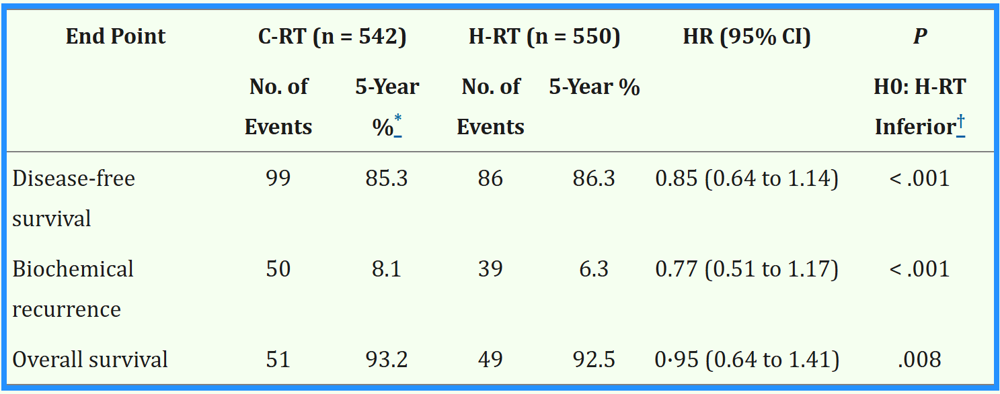 End Point C-RT (n = 542) H-RT (n = 550) HR (95% CI) P
No. of 5-Year No. of 5-Year % H0: H-RT
Events %* Events Inferior†
Disease-free 99 85.3 86 86.3 0.85 (0.64 to 1.14) < .001
survival
Biochemical 50 8.1 39 6.3 0.77 (0.51 to 1.17) < .001
recurrence
Overall survival 51 93.2 49 92.5 0·95 (0.64 to 1.41) .008